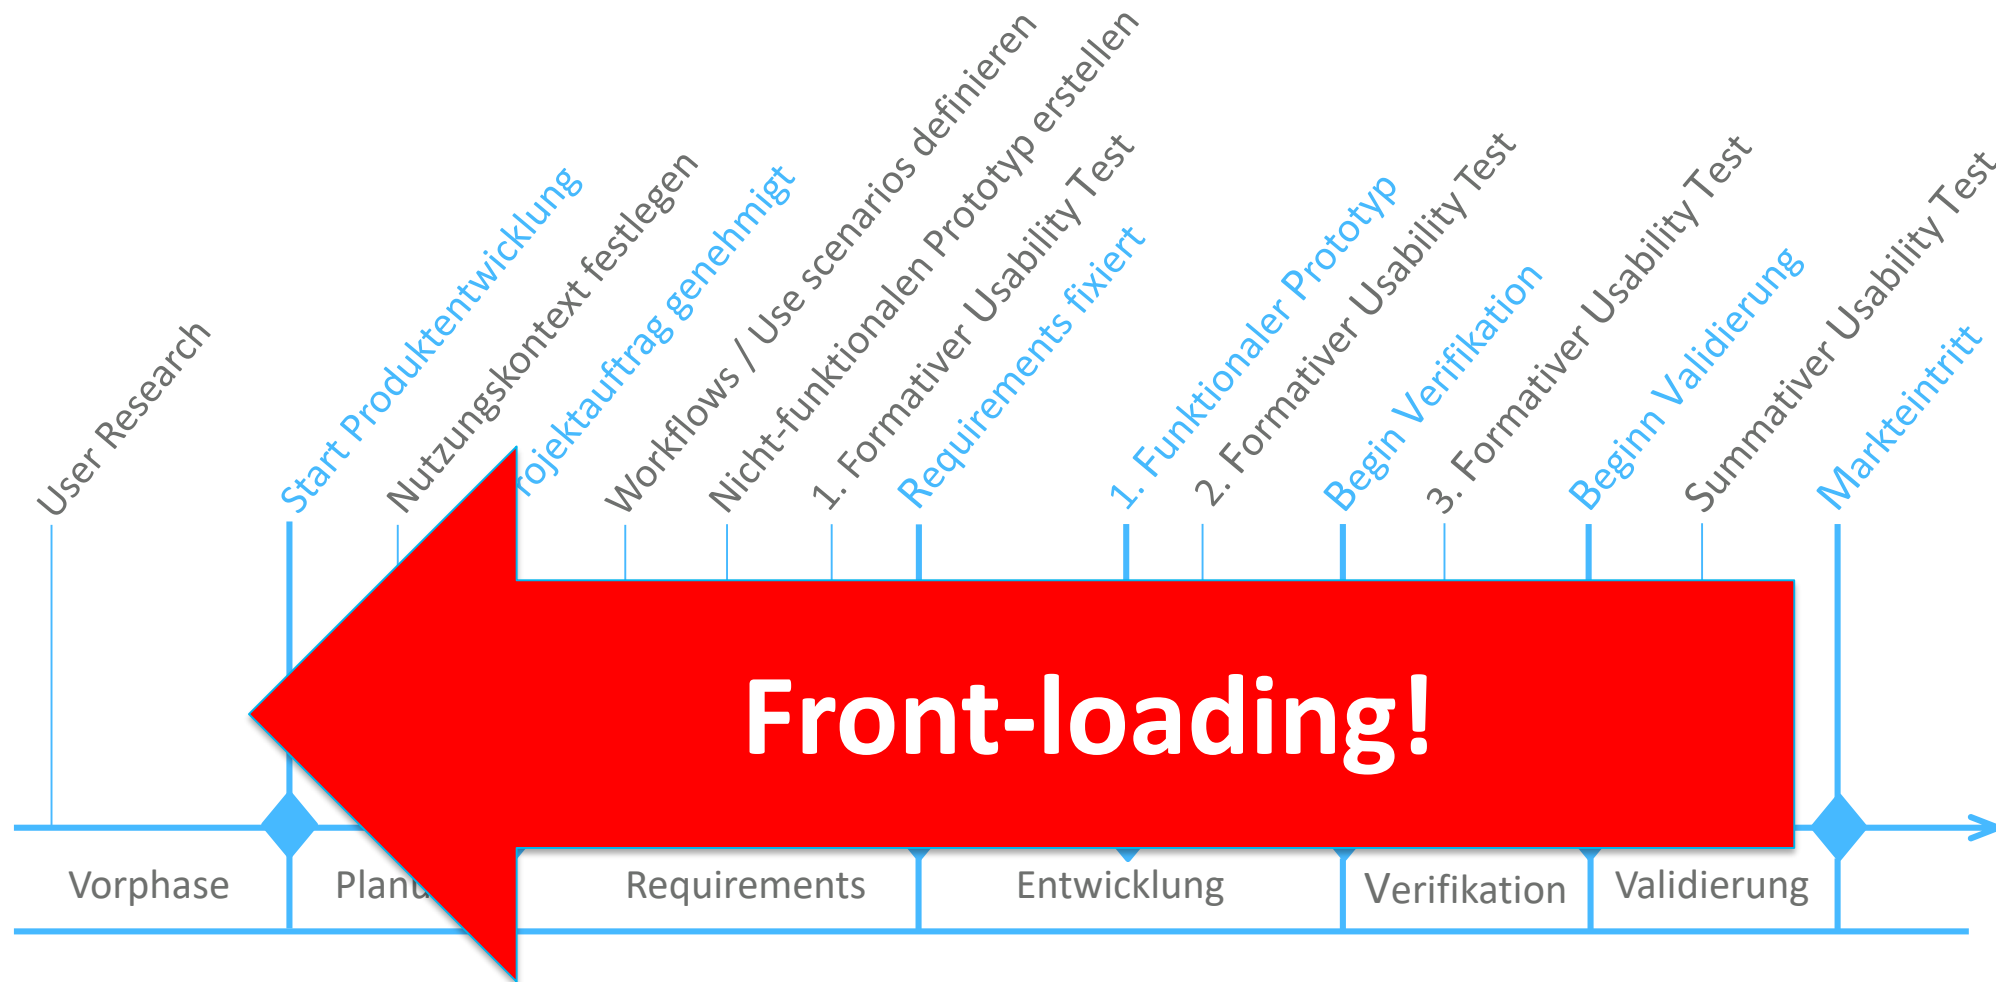 User Research
Start Produktentwicklung
Nutzungskontext festlegen
rojektauftrag genehmigt
Workflows / Use scenarios definieren
Nicht-funktionalen Prototyp erstellen
1. Formativer Usability Test
Requirements fixiert
1. Funktionaler Prototyp
2. Formativer Usability Test
Begin Verifikation
3. Formativer Usability Test
Beginn Validierung
Summativer Usability Test
Markteintritt
Front-loading!
Vorphase
Planu
Requirements
Entwicklung
Verifikation
Validierung